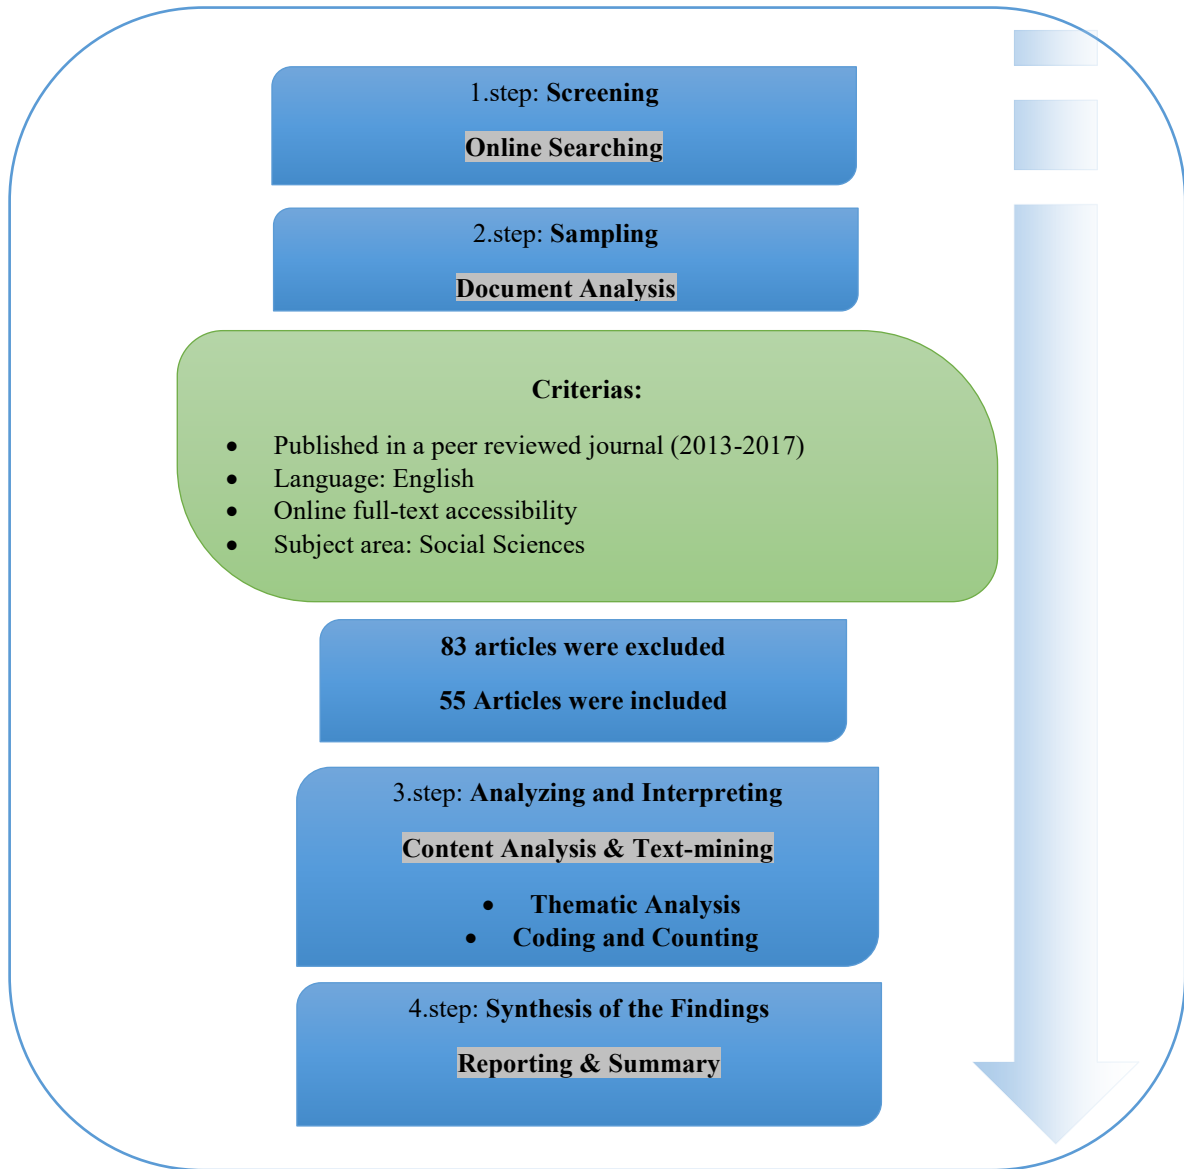 1.step: Screening
Online Searching
2.step: Sampling
Document Analysis
Criterias:
• Published in a peer reviewed journal (2013-2017)
• Language: English
• Online full-text accessibility
• Subject area: Social Sciences
83 articles were excluded
55 Articles were included
3.step: Analyzing and Interpreting
Content Analysis & Text-mining
• Thematic Analysis
• Coding and Counting
4.step: Synthesis of the Findings
Reporting & Summary